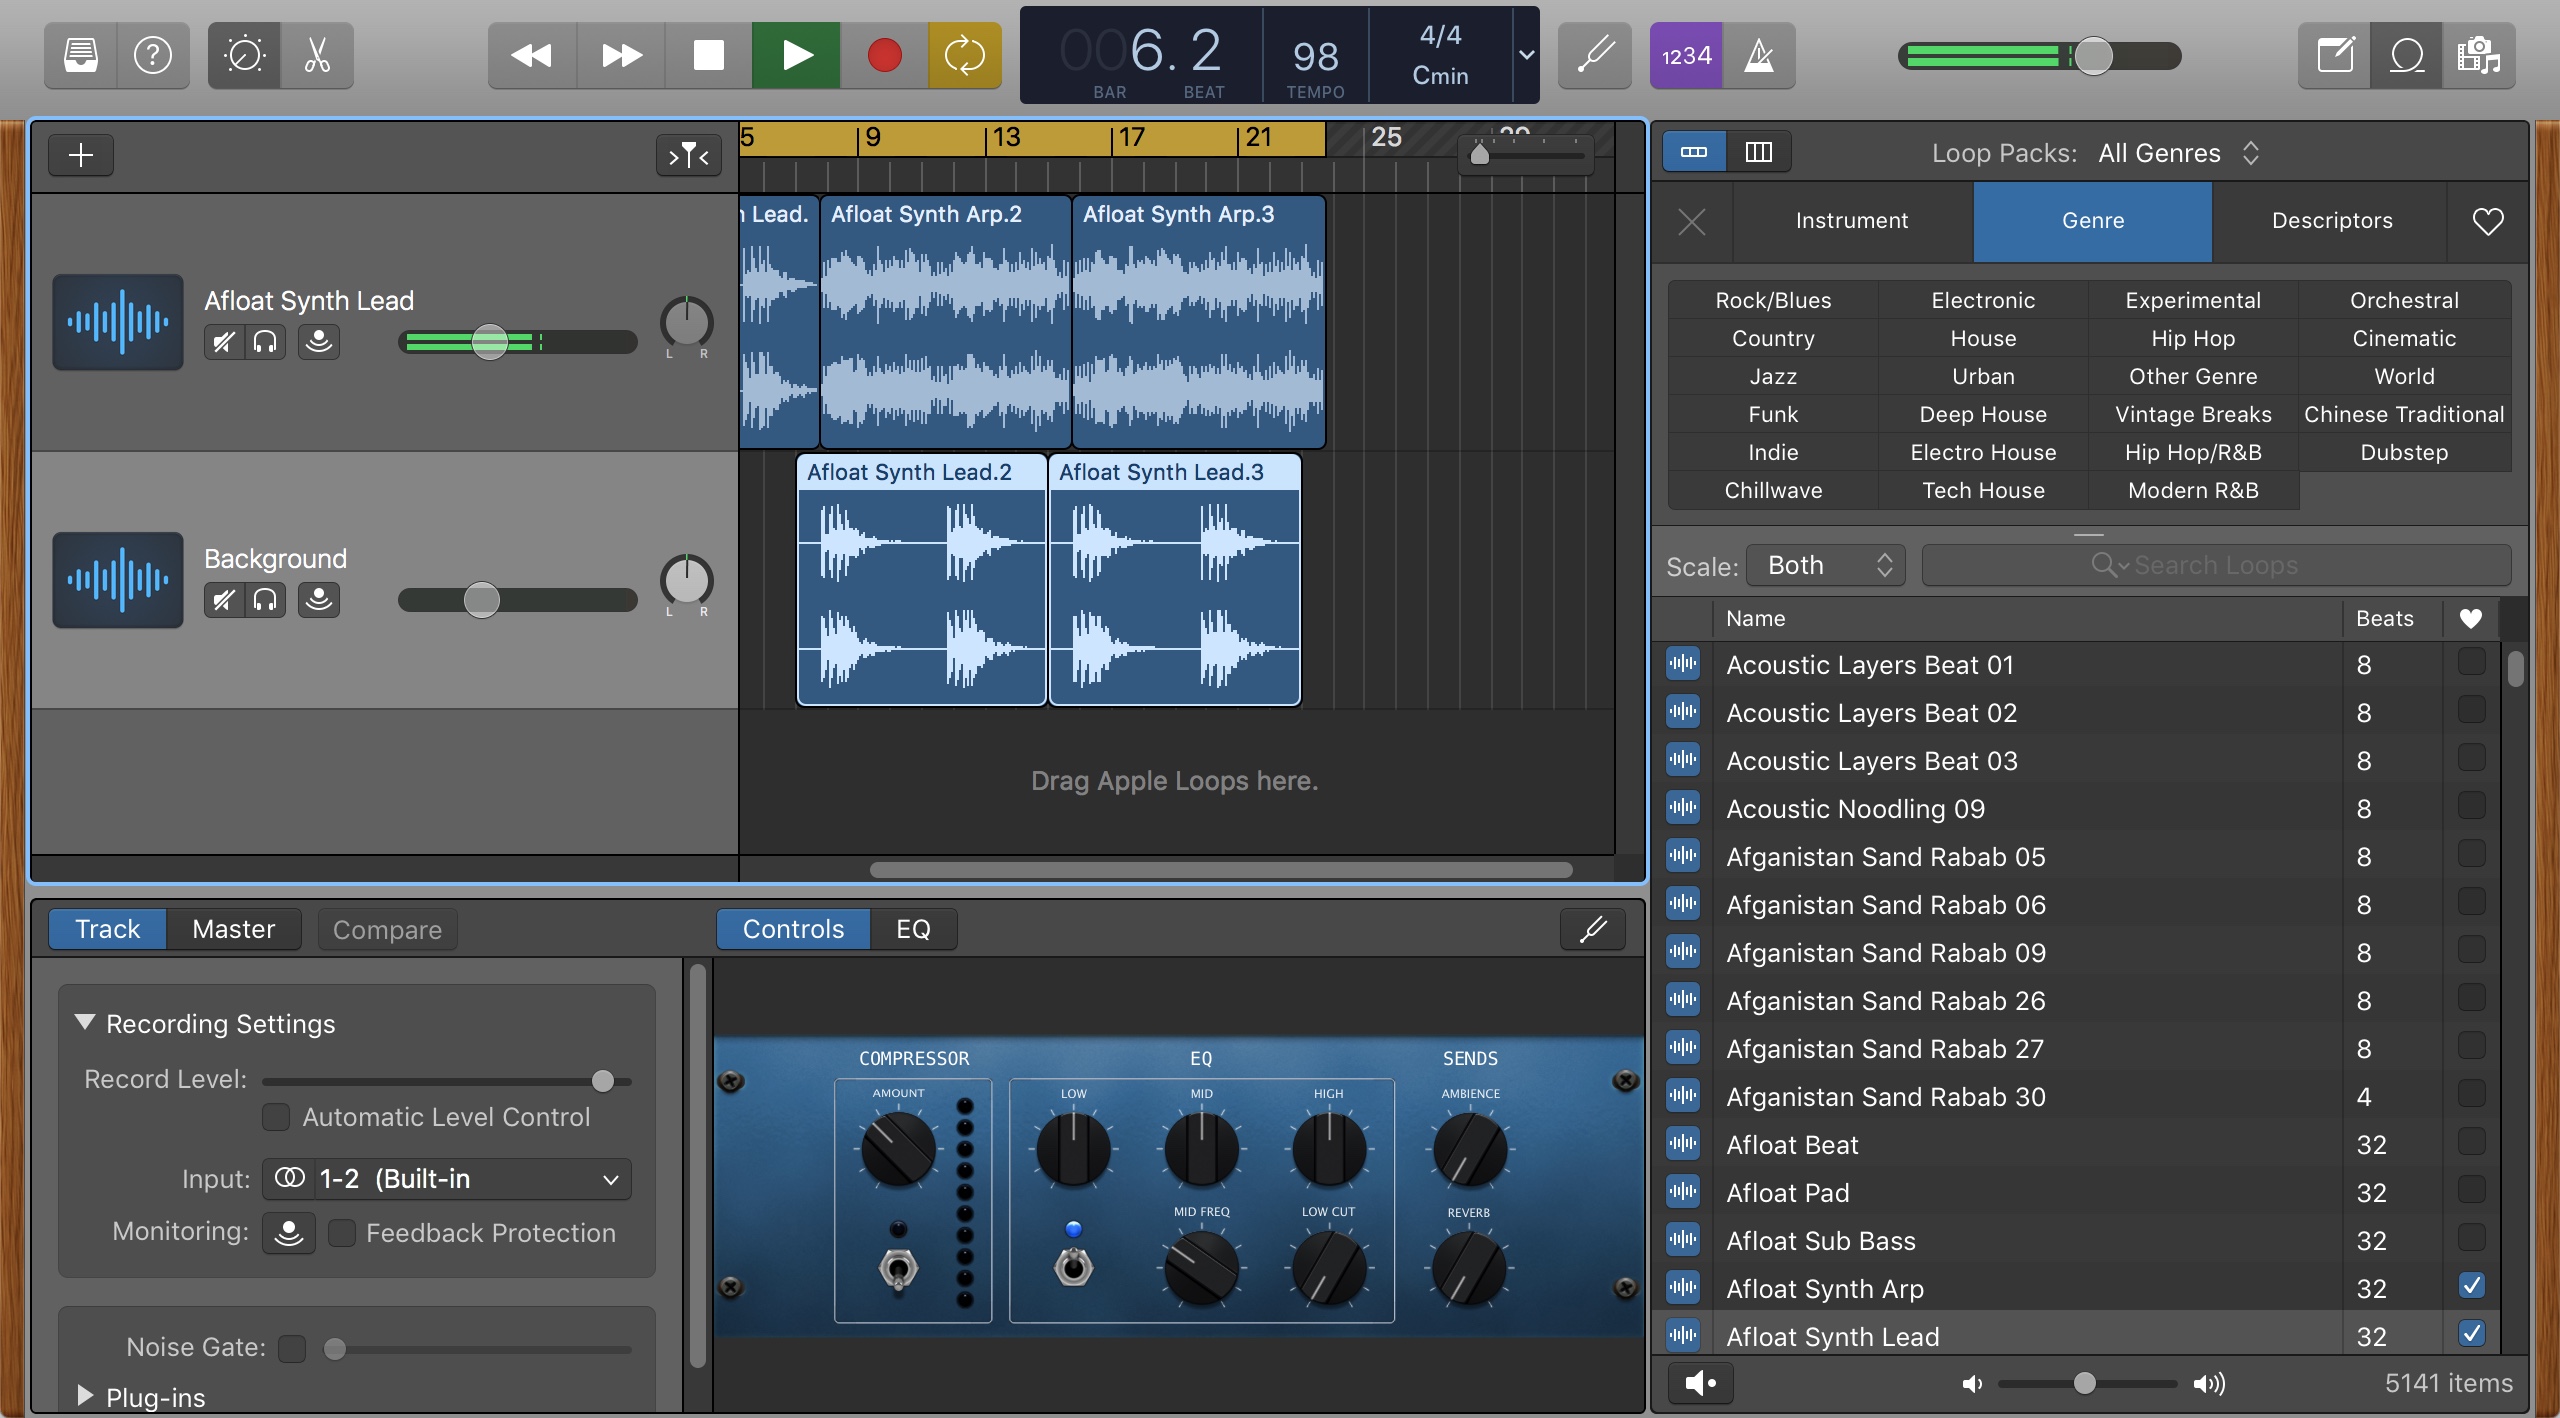 006.2
BAR BEAT
98
TEMPO
4/4
Cmin
1234
5 9 13 17 21 25 29
Loop Packs: All Genres
Instrument Genre Descriptors
Rock/Blues Electronic Experimental Orchestral
Country House Hip Hop Cinematic
Jazz Urban Other Genre World
Funk Deep House Vintage Breaks Chinese Traditional
Indie Electro House Hip Hop/R&B Dubstep
Chillwave Tech House Modern R&B
Lead. Afloat Synth Arp.2 Afloat Synth Arp.3
Afloat Synth Lead
L R
Afloat Synth Lead.2 Afloat Synth Lead.3
Background
L R
Drag Apple Loops here.
Scale: Both Search Loops
Name Beats
Acoustic Layers Beat 01 8
Acoustic Layers Beat 02 8
Acoustic Layers Beat 03 8
Acoustic Noodling 09 8
Afganistan Sand Rabab 05 8
Afganistan Sand Rabab 06 8
Afganistan Sand Rabab 09 8
Afganistan Sand Rabab 26 8
Afganistan Sand Rabab 27 8
Afganistan Sand Rabab 30 4
Afloat Beat 32
Afloat Pad 32
Afloat Sub Bass 32
Afloat Synth Arp 32
Afloat Synth Lead 32
5141 items
Track Master Compare
Controls EQ
Recording Settings
Record Level:
Automatic Level Control
Input: 1-2 (Built-in
Monitoring: Feedback Protection
Noise Gate:
Plug-ins
COMPRESSOR EQ SENDS
AMOUNT LOW MID HIGH AMBIENCE
MID FREQ LOW CUT REVERB